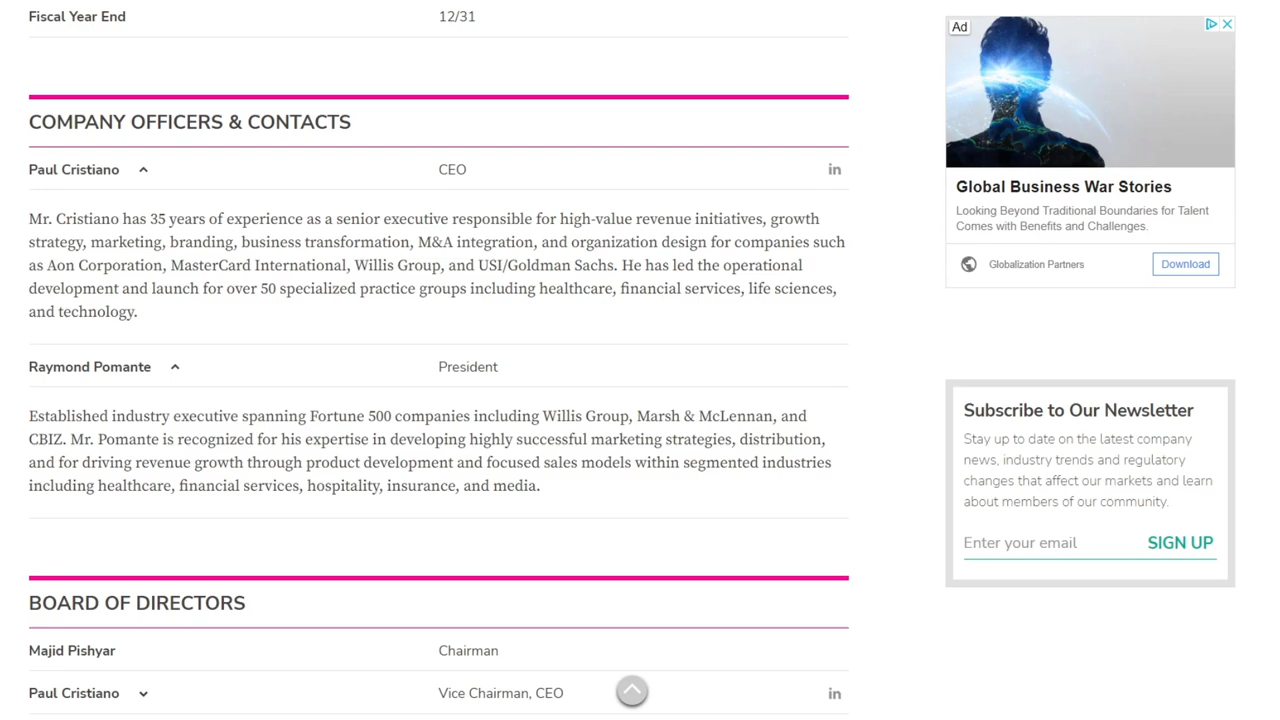 Fiscal Year End 12/31
COMPANY OFFICERS & CONTACTS
Paul Cristiano CEO in
Mr. Cristiano has 35 years of experience as a senior executive responsible for high-value revenue initiatives, growth
strategy, marketing, branding, business transformation, M&A integration, and organization design for companies such
as Aon Corporation, MasterCard International, Willis Group, and USI/Goldman Sachs. He has led the operational
development and launch for over 50 specialized practice groups including healthcare, financial services, life sciences,
and technology.
Raymond Pomante President
Established industry executive spanning Fortune 500 companies including Willis Group, Marsh & McLennan, and
CBIZ. Mr. Pomante is recognized for his expertise in developing highly successful marketing strategies, distribution,
and for driving revenue growth through product development and focused sales models within segmented industries
including healthcare, financial services, hospitality, insurance, and media.
BOARD OF DIRECTORS
Majid Pishyar Chairman
Paul Cristiano Vice Chairman, CEO in
Ad
Global Business War Stories
Looking Beyond Traditional Boundaries for Talent
Comes with Benefits and Challenges.
Globalization Partners Download
Subscribe to Our Newsletter
Stay up to date on the latest company
news, industry trends and regulatory
changes that affect our markets and learn
about members of our community.
Enter your email SIGN UP